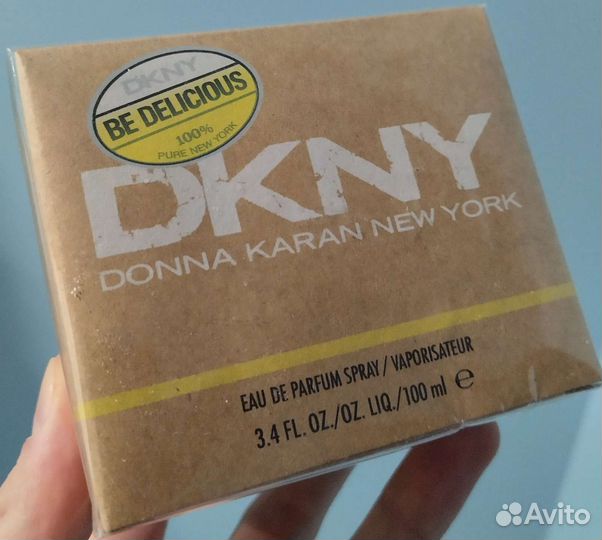 DKNY
BE DELICIOUS
100%
PURE NEW YORK
DKNY
DONNA KARAN NEW YORK
EAU DE PARFUM SPRAY / VAPORISATEUR
3.4 FL. OZ./OZ. LIQ./100 ml ℮
Avito